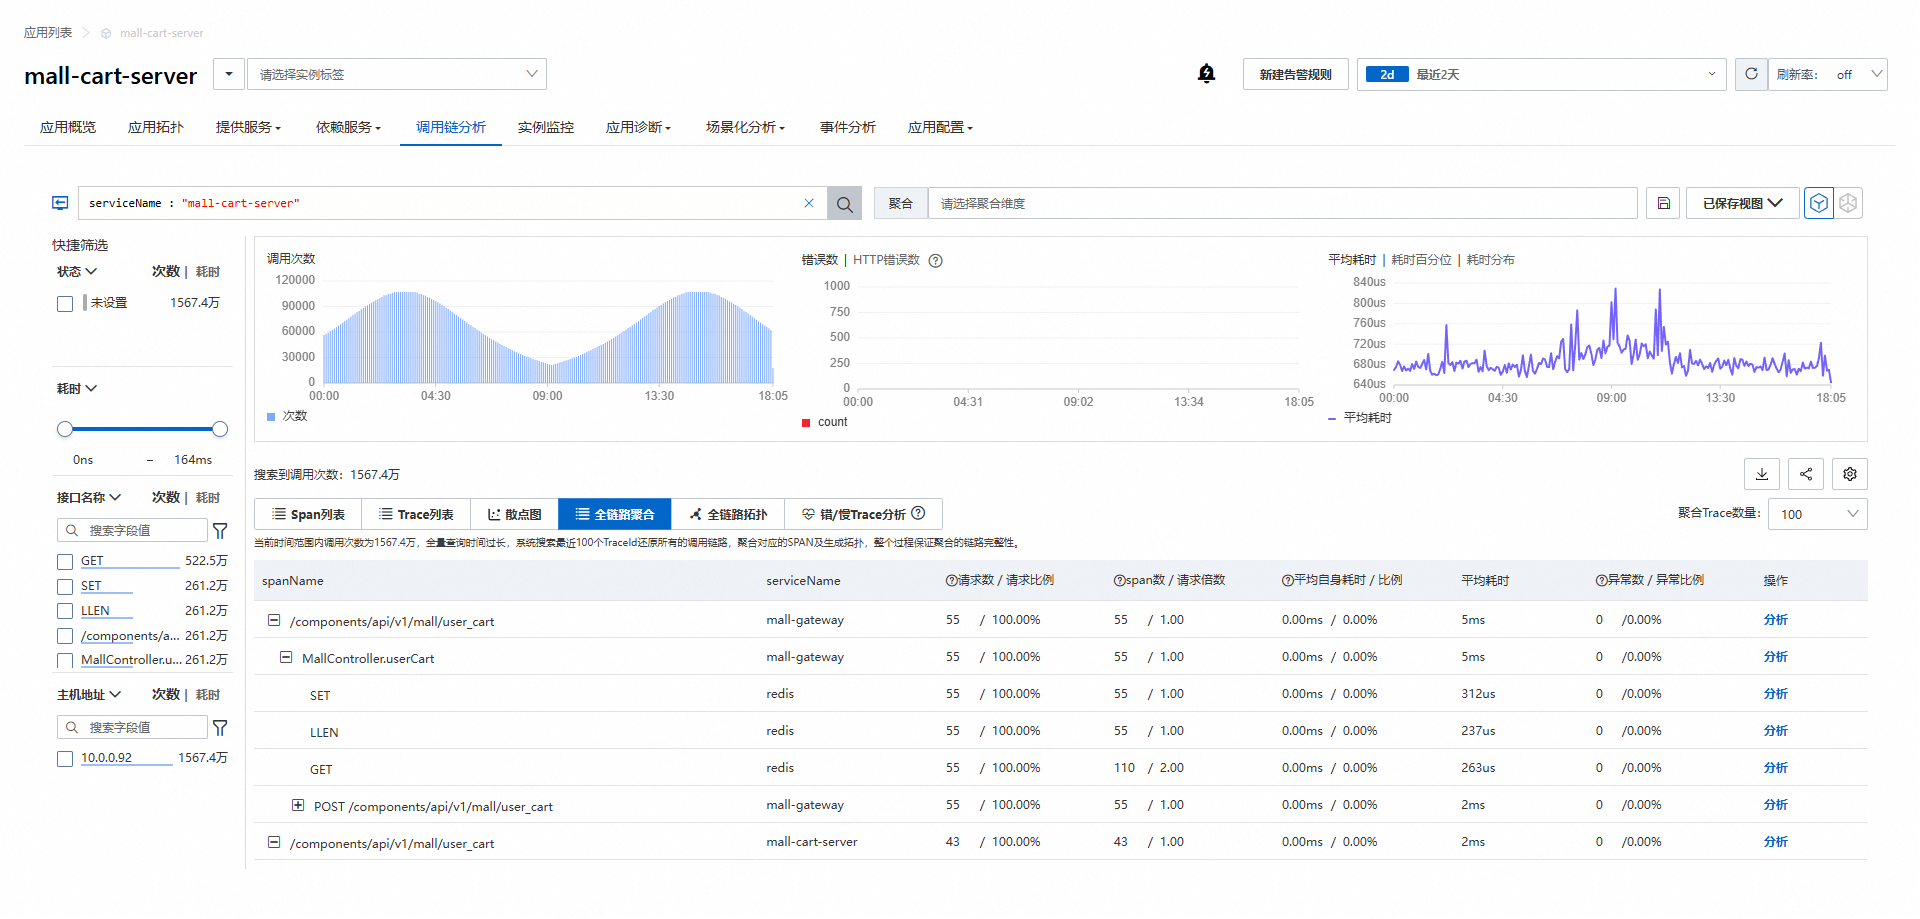 应用列表 mall-cart-server
mall-cart-server 请选择实例标签 新建告警规则 2d 最近2天 刷新率: off
应用概览 应用拓扑 提供服务 依赖服务 调用链分析 实例监控 应用诊断 场景化分析 事件分析 应用配置
serviceName : "mall-cart-server" 聚合 请选择聚合维度 已保存视图
快捷筛选
状态 次数 | 耗时
未设置 1567.4万
耗时
0ns – 164ms
接口名称 次数 | 耗时
搜索字段值
GET 522.5万
SET 261.2万
LLEN 261.2万
/components/a... 261.2万
MallController.u... 261.2万
主机地址 次数 | 耗时
搜索字段值
10.0.0.92 1567.4万
调用次数
120000
90000
60000
30000
0
00:00 04:30 09:00 13:30 18:05
次数
错误数 | HTTP错误数
1000
750
500
250
0
00:00 04:31 09:02 13:34 18:05
count
平均耗时 | 耗时百分位 | 耗时分布
840us
800us
760us
720us
680us
640us
00:00 04:30 09:00 13:30 18:05
平均耗时
搜索到调用次数: 1567.4万
Span列表 Trace列表 散点图 全链路聚合 全链路拓扑 错/慢Trace分析 聚合Trace数量: 100
当前时间范围内调用次数为1567.4万，全量查询时间过长，系统搜索最近100个TraceId还原所有的调用链路，聚合对应的SPAN及生成拓扑，整个过程保证聚合的链路完整性。
spanName serviceName 请求数 / 请求比例 span数 / 请求倍数 平均自身耗时 / 比例 平均耗时 异常数 / 异常比例 操作
/components/api/v1/mall/user_cart mall-gateway 55 / 100.00% 55 / 1.00 0.00ms / 0.00% 5ms 0 /0.00% 分析
MallController.userCart mall-gateway 55 / 100.00% 55 / 1.00 0.00ms / 0.00% 5ms 0 /0.00% 分析
SET redis 55 / 100.00% 55 / 1.00 0.00ms / 0.00% 312us 0 /0.00% 分析
LLEN redis 55 / 100.00% 55 / 1.00 0.00ms / 0.00% 237us 0 /0.00% 分析
GET redis 55 / 100.00% 110 / 2.00 0.00ms / 0.00% 263us 0 /0.00% 分析
POST /components/api/v1/mall/user_cart mall-gateway 55 / 100.00% 55 / 1.00 0.00ms / 0.00% 2ms 0 /0.00% 分析
/components/api/v1/mall/user_cart mall-cart-server 43 / 100.00% 43 / 1.00 0.00ms / 0.00% 2ms 0 /0.00% 分析